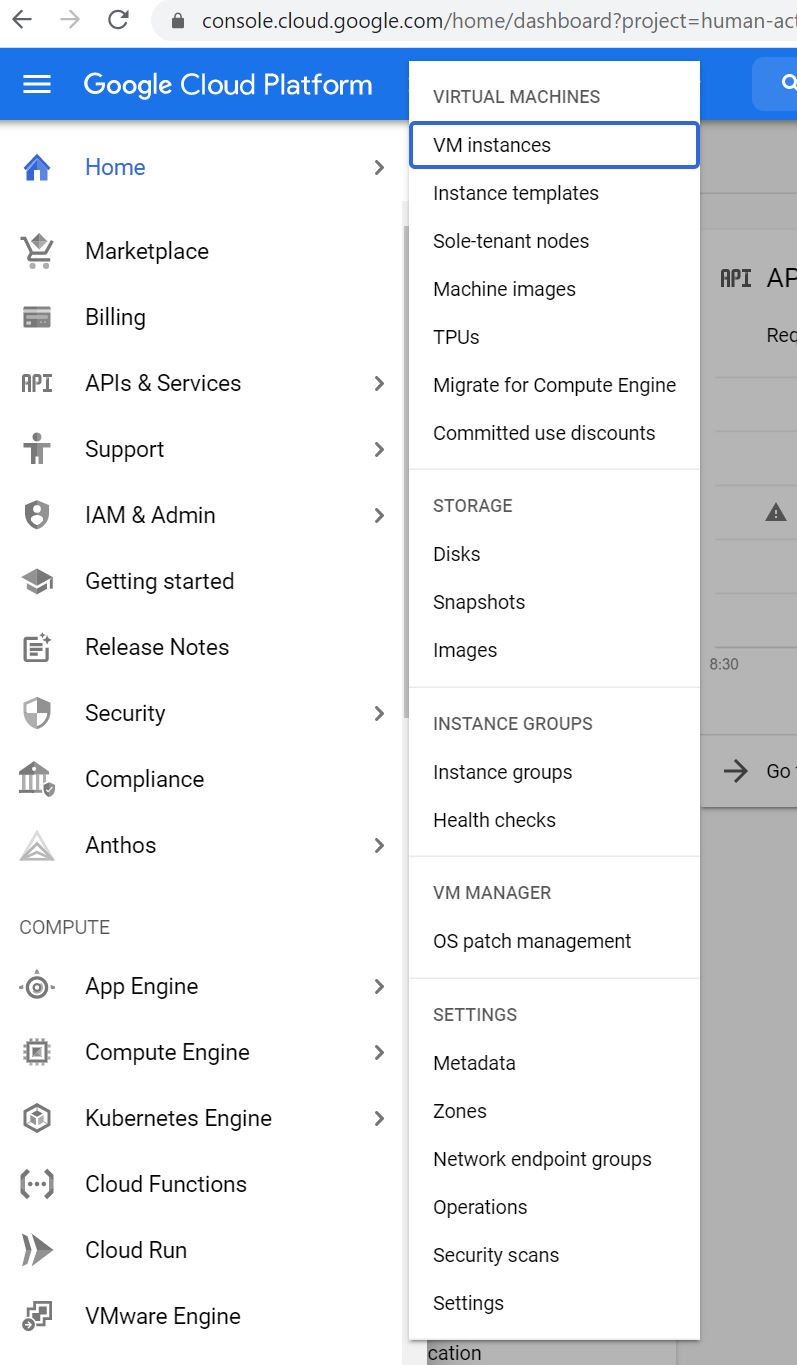 console.cloud.google.com/home/dashboard?project=human-act
Google Cloud Platform
Home
Marketplace
Billing
API
APIs & Services
Support
IAM & Admin
Getting started
Release Notes
Security
Compliance
Anthos
COMPUTE
App Engine
Compute Engine
Kubernetes Engine
Cloud Functions
Cloud Run
VMware Engine
VIRTUAL MACHINES
VM instances
Instance templates
Sole-tenant nodes
Machine images
TPUs
Migrate for Compute Engine
Committed use discounts
STORAGE
Disks
Snapshots
Images
INSTANCE GROUPS
Instance groups
Health checks
VM MANAGER
OS patch management
SETTINGS
Metadata
Zones
Network endpoint groups
Operations
Security scans
Settings
API AP
Req
8:30
Go
cation